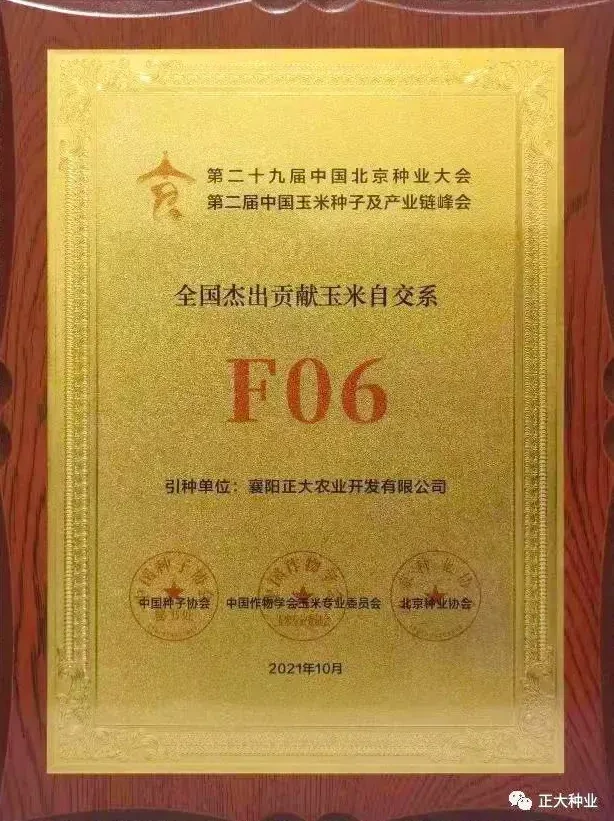 第二十九届中国北京种业大会
第二届中国玉米种子及产业链峰会
全国杰出贡献玉米自交系
F06
引种单位：襄阳正大农业开发有限公司
中国种子协会
中国作物学会玉米专业委员会
北京种业协会
2021年10月
正大种业